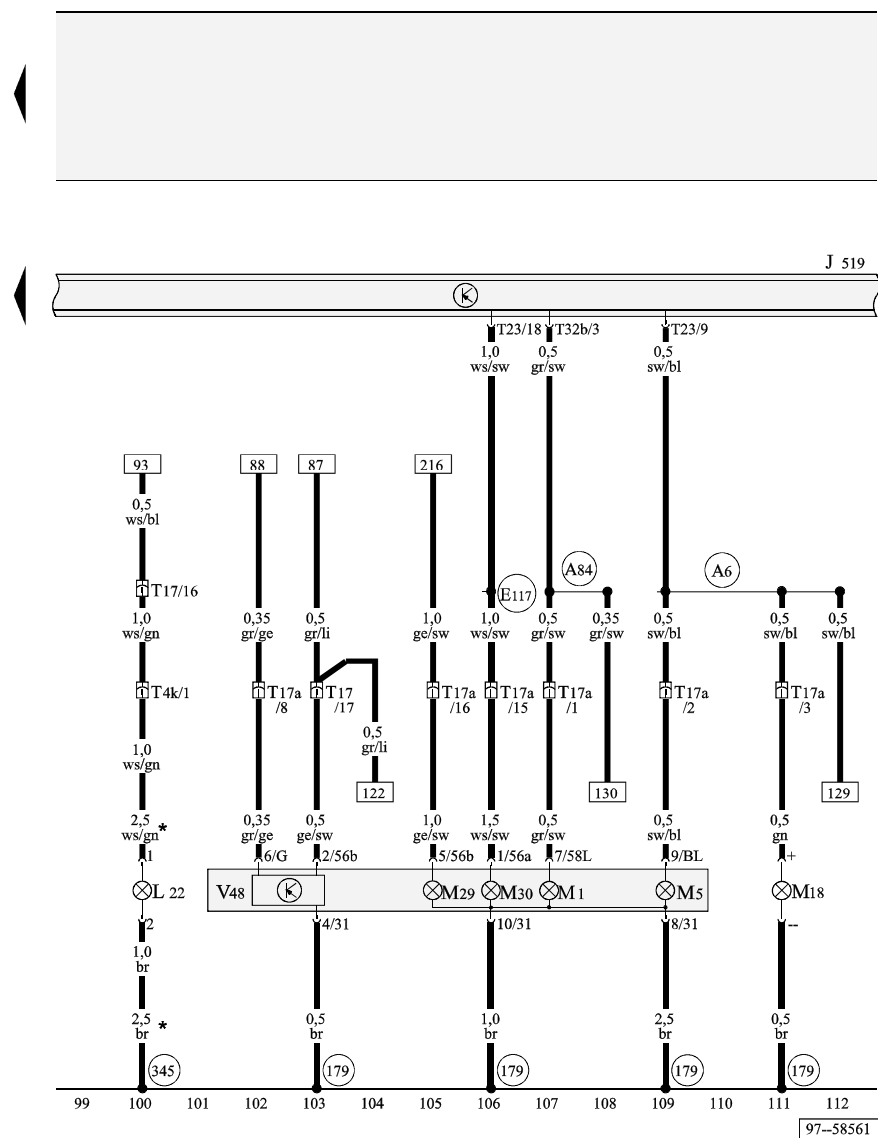 J 519
T23/18 T32b/3 T23/9
1,0 0,5 0,5
ws/sw gr/sw sw/bl
93 88 87 216
0,5
ws/bl
A84 A6
T17/16 E117
1,0 0,35 0,5 1,0 1,0 0,5 0,35 0,5 0,5 0,5
ws/gn gr/ge gr/li ge/sw ws/sw gr/sw gr/sw sw/bl sw/bl sw/bl
T4k/1 T17a T17 T17a T17a T17a T17a T17a
/8 /17 /16 /15 /1 /2 /3
0,5
gr/li
1,0
ws/gn
122 130 129
2,5 0,35 0,5 1,0 1,5 0,5 0,5 0,5
ws/gn* gr/ge ge/sw ge/sw ws/sw gr/sw sw/bl gn
1 6/G 2/56b 5/56b 1/56a 7/58L 9/BL +
L 22 V48 M29 M30 M1 M5 M18
2 4/31 10/31 8/31 --
1,0
br
2,5 * 0,5 1,0 2,5 0,5
br br br br br
345 179 179 179 179
99 100 101 102 103 104 105 106 107 108 109 110 111 112
97--58561